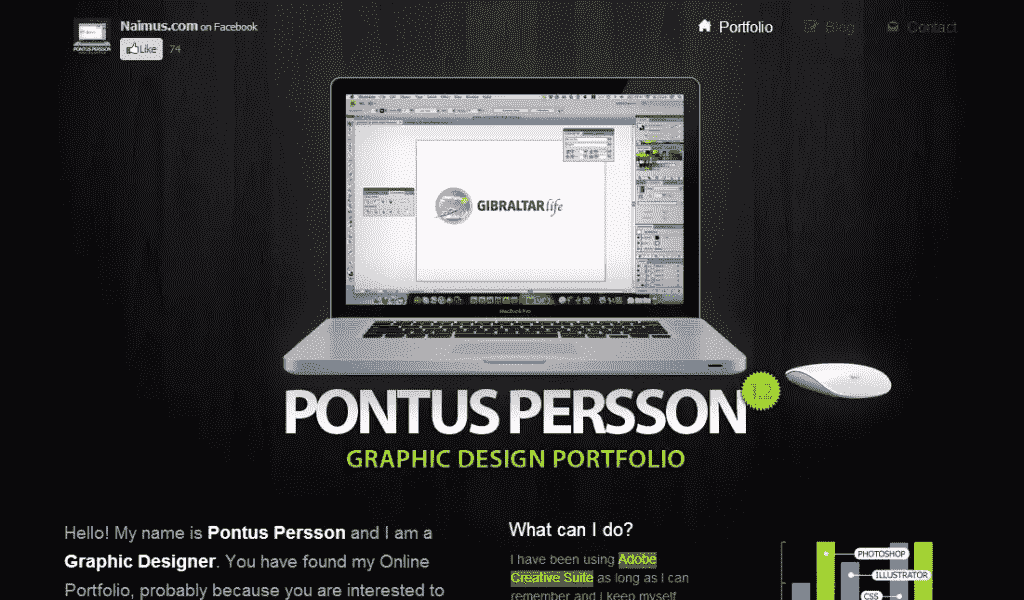 Naimus.com on Facebook
Like 74
Portfolio
Blog
Contact
GIBRALTAR life
MacBook Pro
PONTUS PERSSON
1.2
GRAPHIC DESIGN PORTFOLIO
Hello! My name is Pontus Persson and I am a
Graphic Designer. You have found my Online
Portfolio, probably because you are interested to
What can I do?
I have been using Adobe
Creative Suite as long as I can
remember and i keep myself
PHOTOSHOP
ILLUSTRATOR
CSS